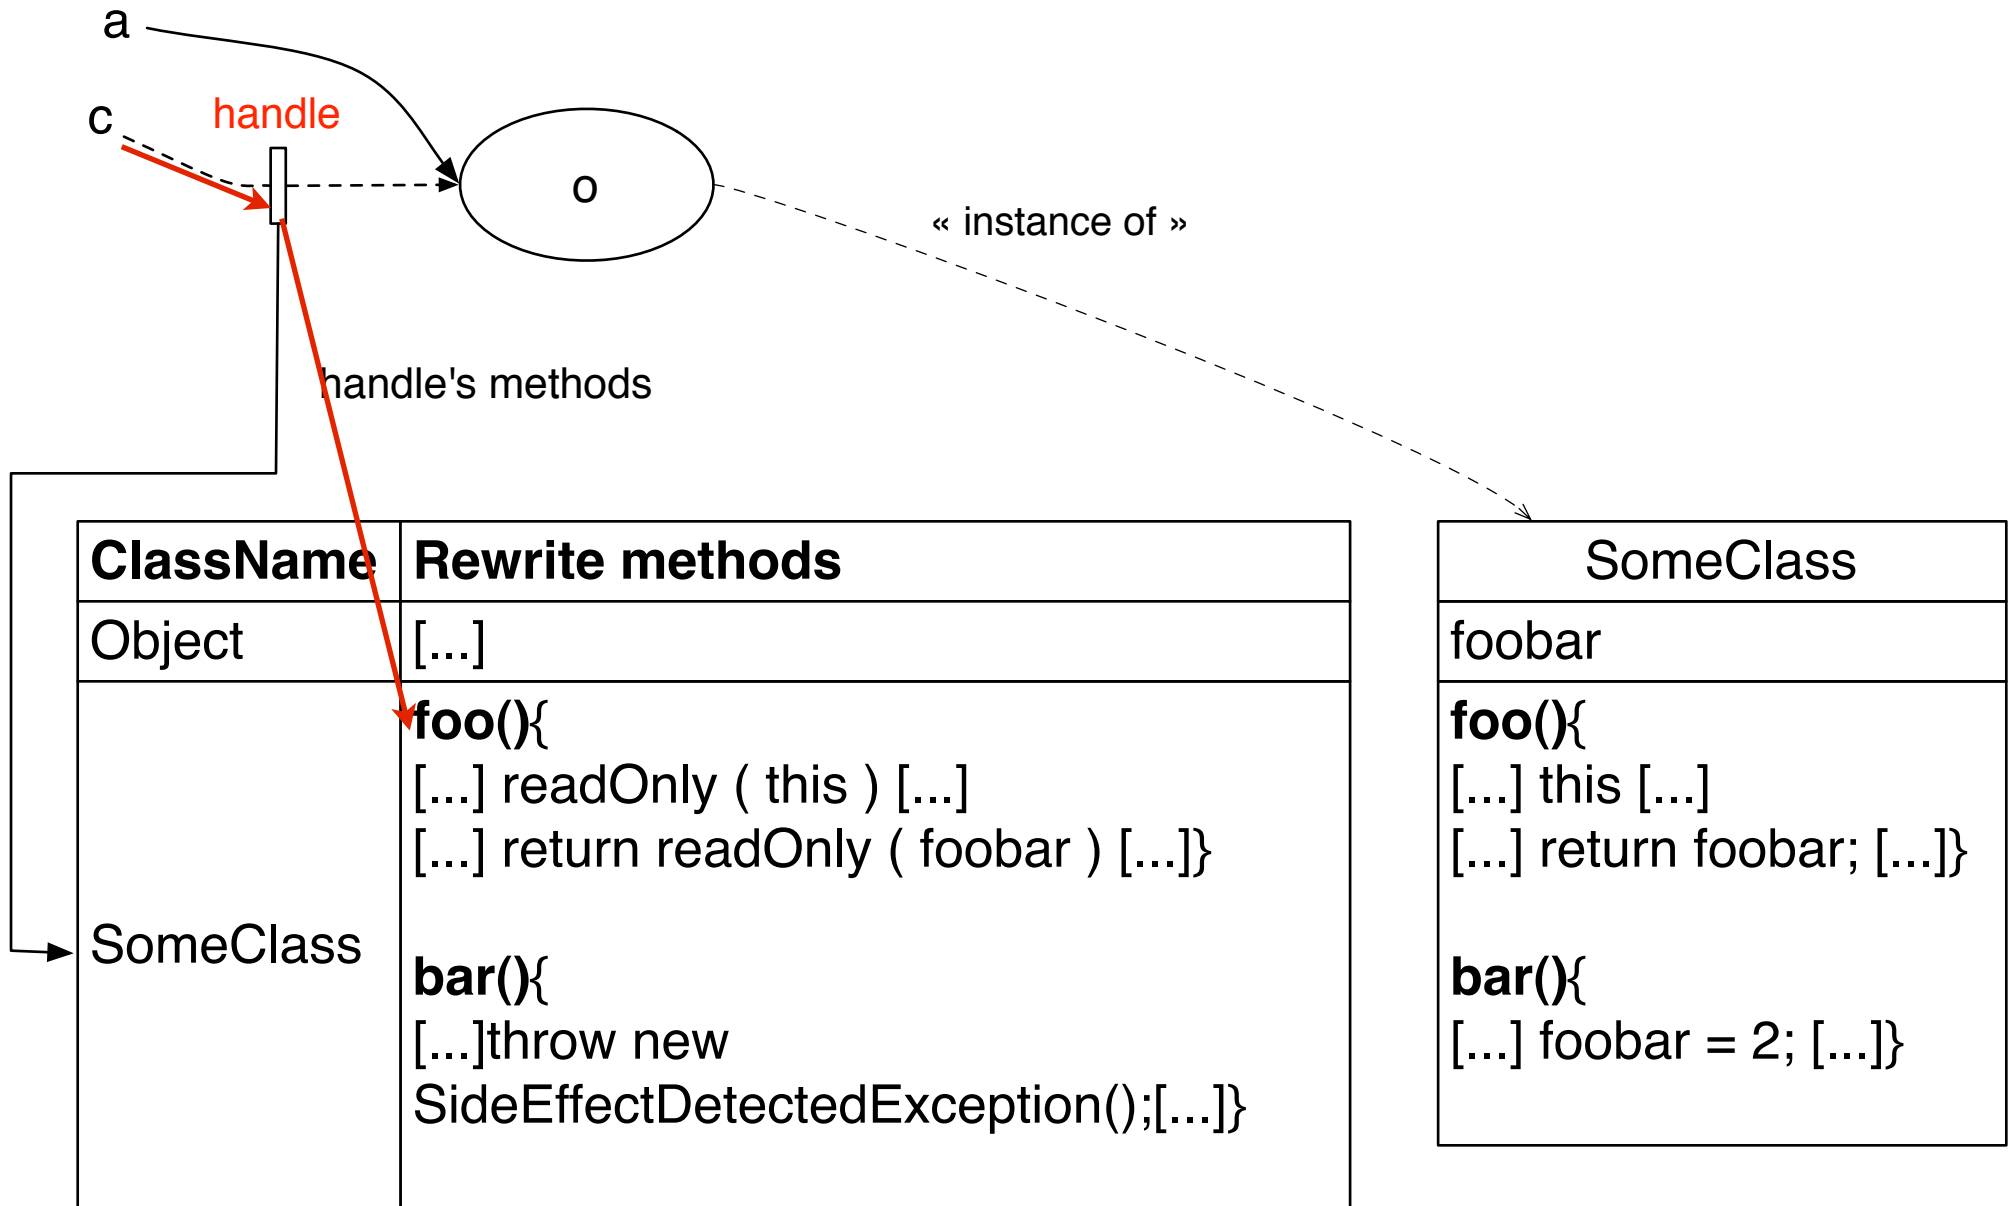 a
c
handle
o
« instance of »
handle's methods
ClassName
Rewrite methods
Object
[...]
SomeClass
foo(){
[...] readOnly ( this ) [...]
[...] return readOnly ( foobar ) [...]}
bar(){
[...]throw new
SideEffectDetectedException();[...]}
SomeClass
foobar
foo(){
[...] this [...]
[...] return foobar; [...]}
bar(){
[...] foobar = 2; [...]}